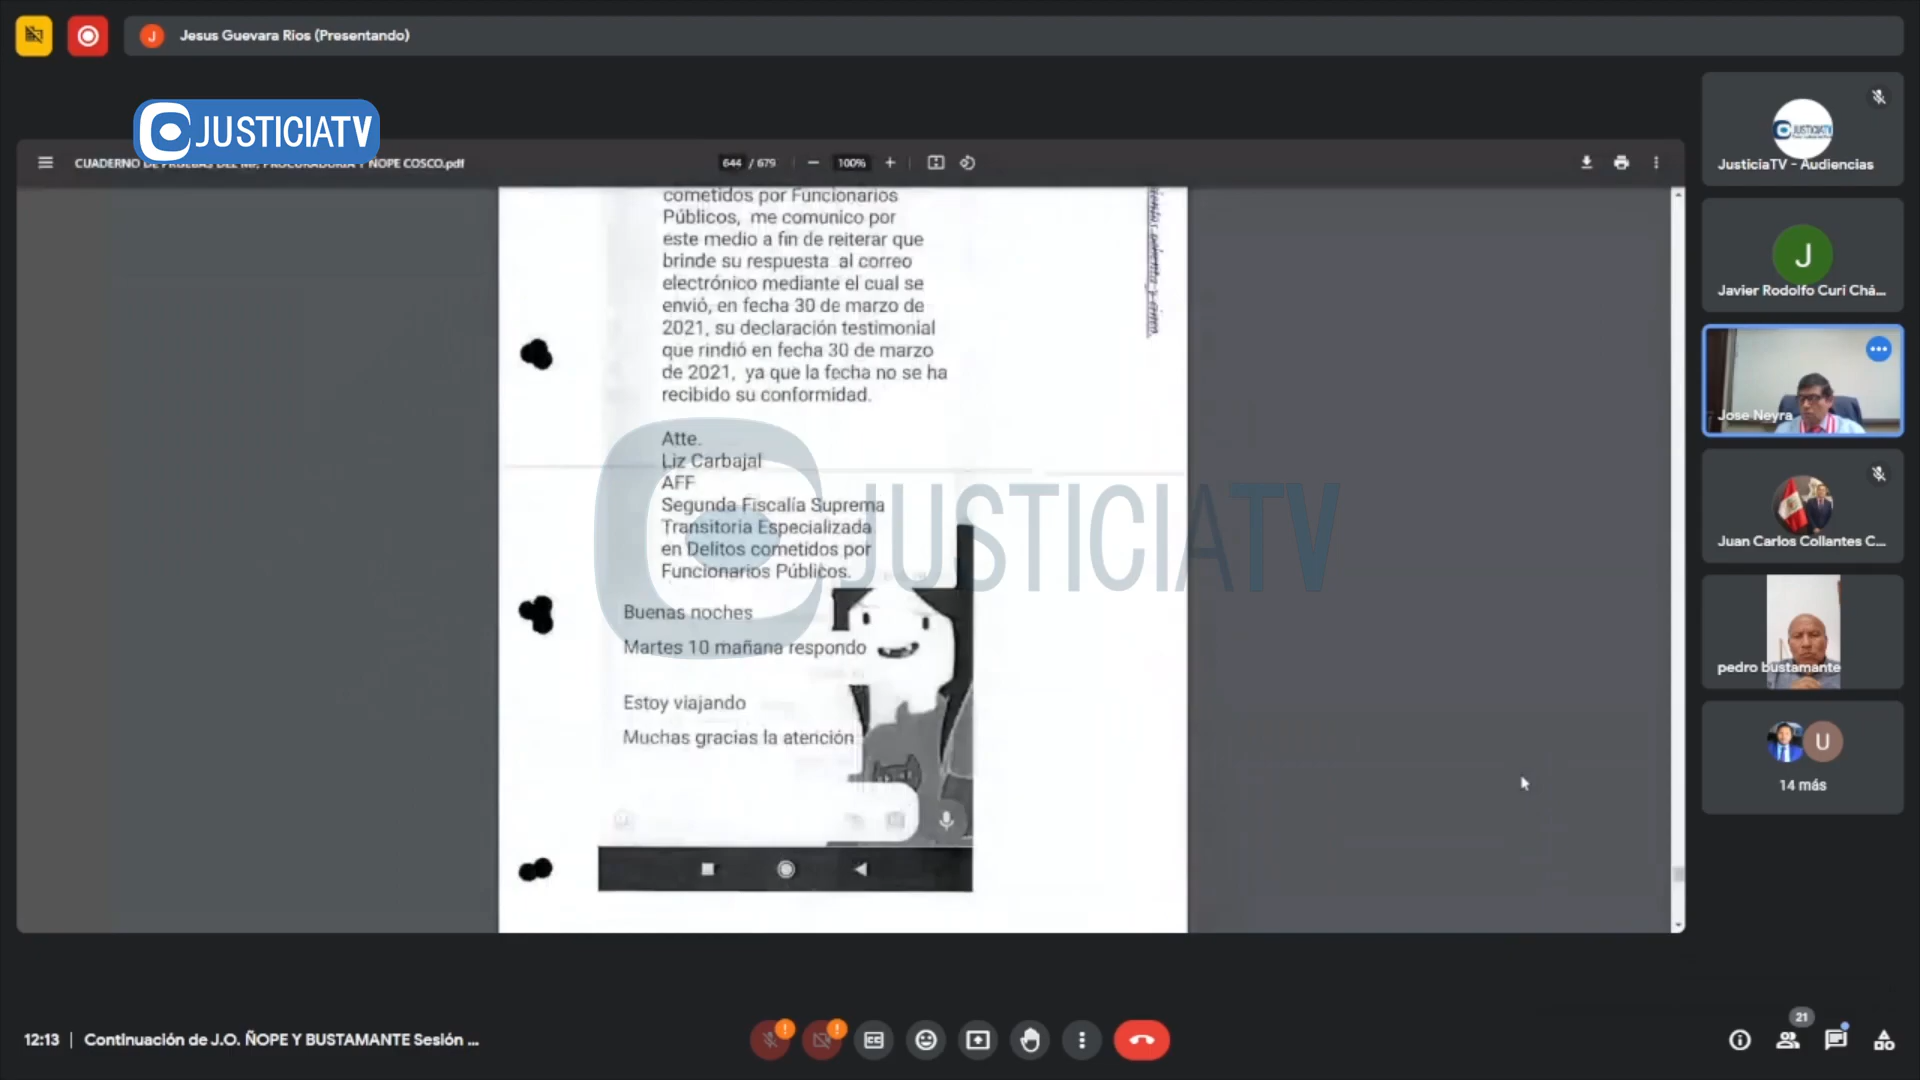 J
Jesus Guevara Rios (Presentando)
JUSTICIATV
NOPE COSCO.pdf
644 / 679
100%
cometidos por Funcionarios
Públicos, me comunico por
este medio a fin de reiterar que
brinde su respuesta al correo
electrónico mediante el cual se
envió, en fecha 30 de marzo de
2021, su declaración testimonial
que rindió en fecha 30 de marzo
de 2021, ya que la fecha no se ha
recibido su conformidad.
Atte.
Liz Carbajal
AFF
Segunda Fiscalía Suprema
Transitoria Especializada
en Delitos cometidos por
Funcionarios Públicos.
JUSTICIATV
Buenas noches
Martes 10 mañana respondo
Estoy viajando
Muchas gracias la atención
JUSTICIATV
JusticiaTV - Audiencias
J
Javier Rodolfo Curi Chá...
Jose Neyra
Juan Carlos Collantes C...
pedro bustamante
U
14 más
12:13 | Continuación de J.O. ÑOPE Y BUSTAMANTE Sesión ...
21